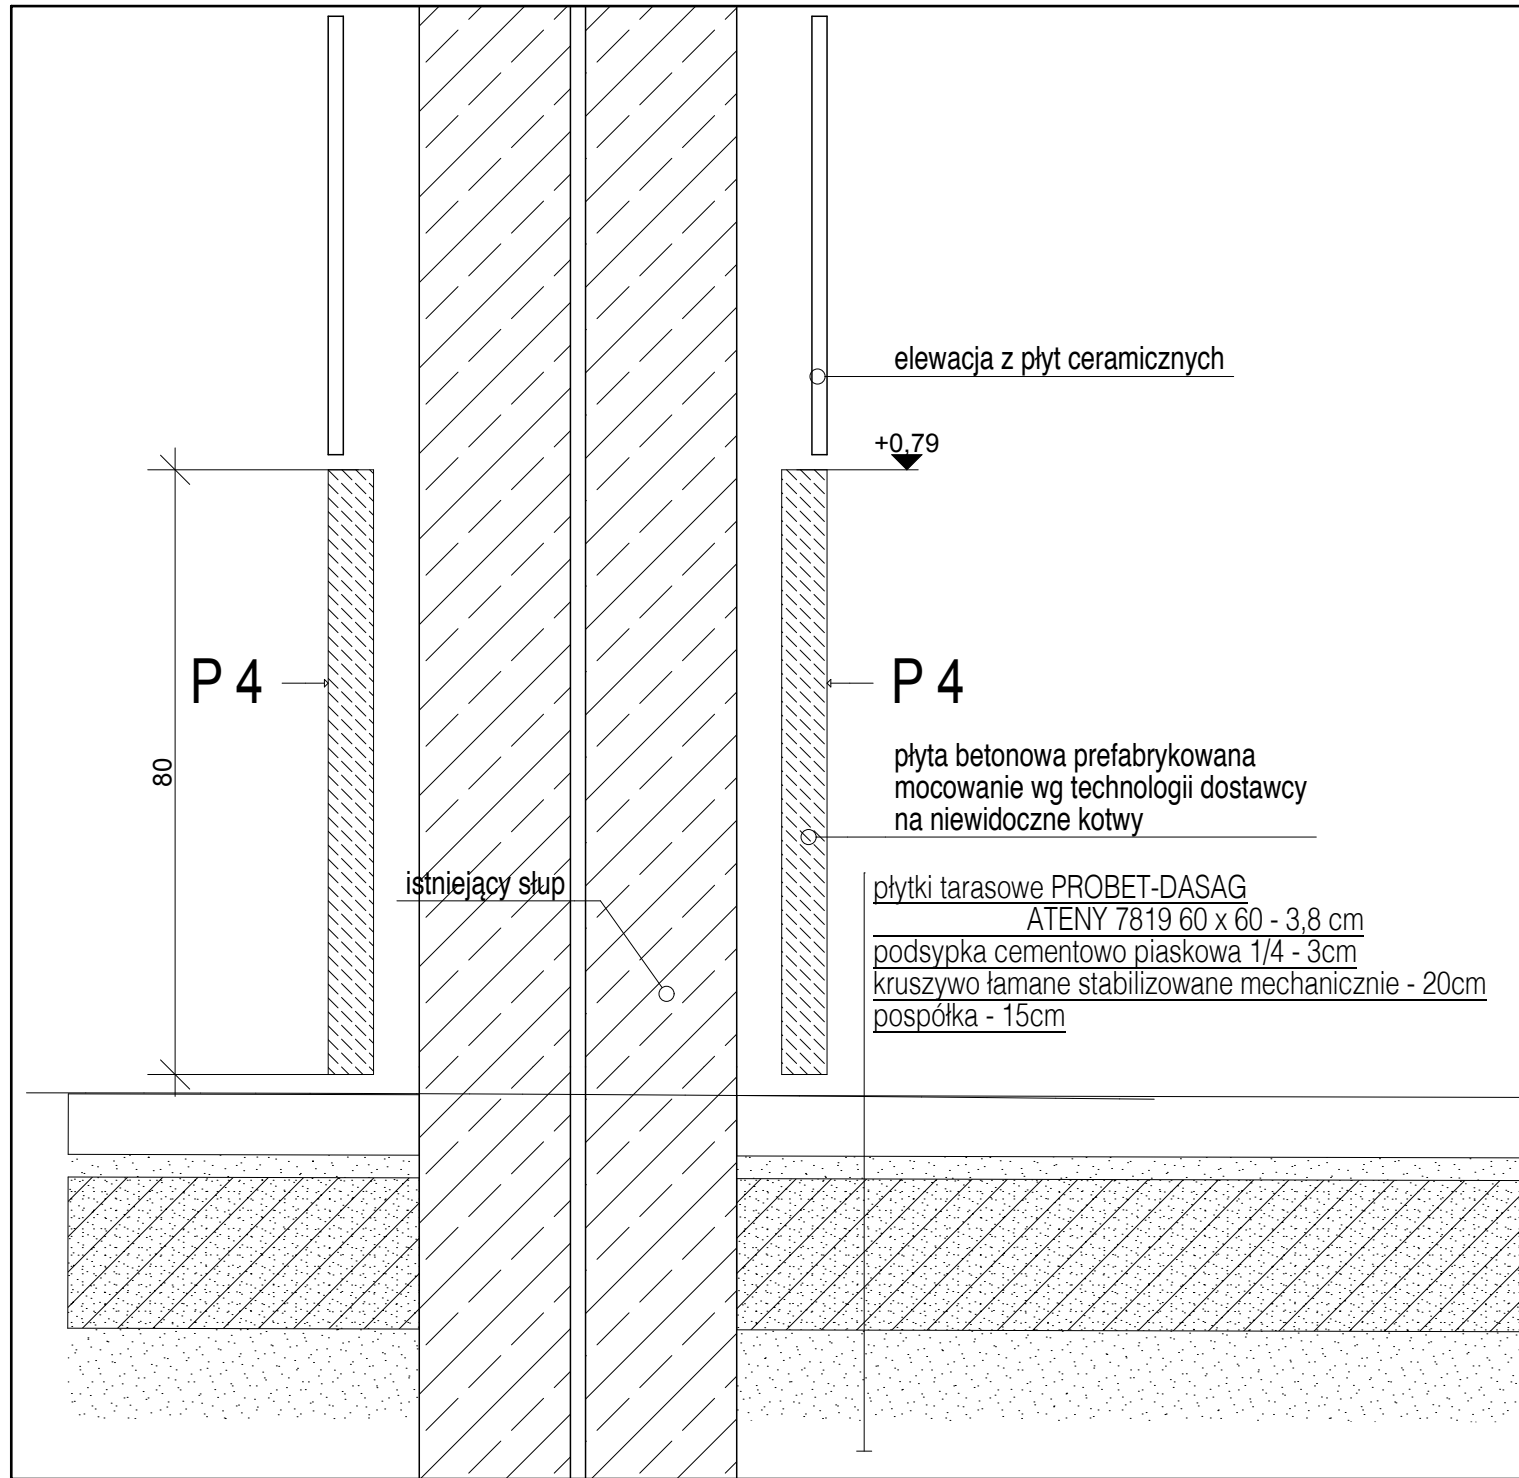 elewacja z płyt ceramicznych
+0,79
P 4
P 4
80
płyta betonowa prefabrykowana
mocowanie wg technologii dostawcy
na niewidoczne kotwy
istniejący słup
płytki tarasowe PROBET-DASAG
ATENY 7819 60 x 60 - 3,8 cm
podsypka cementowo piaskowa 1/4 - 3cm
kruszywo łamane stabilizowane mechanicznie - 20cm
pospółka - 15cm